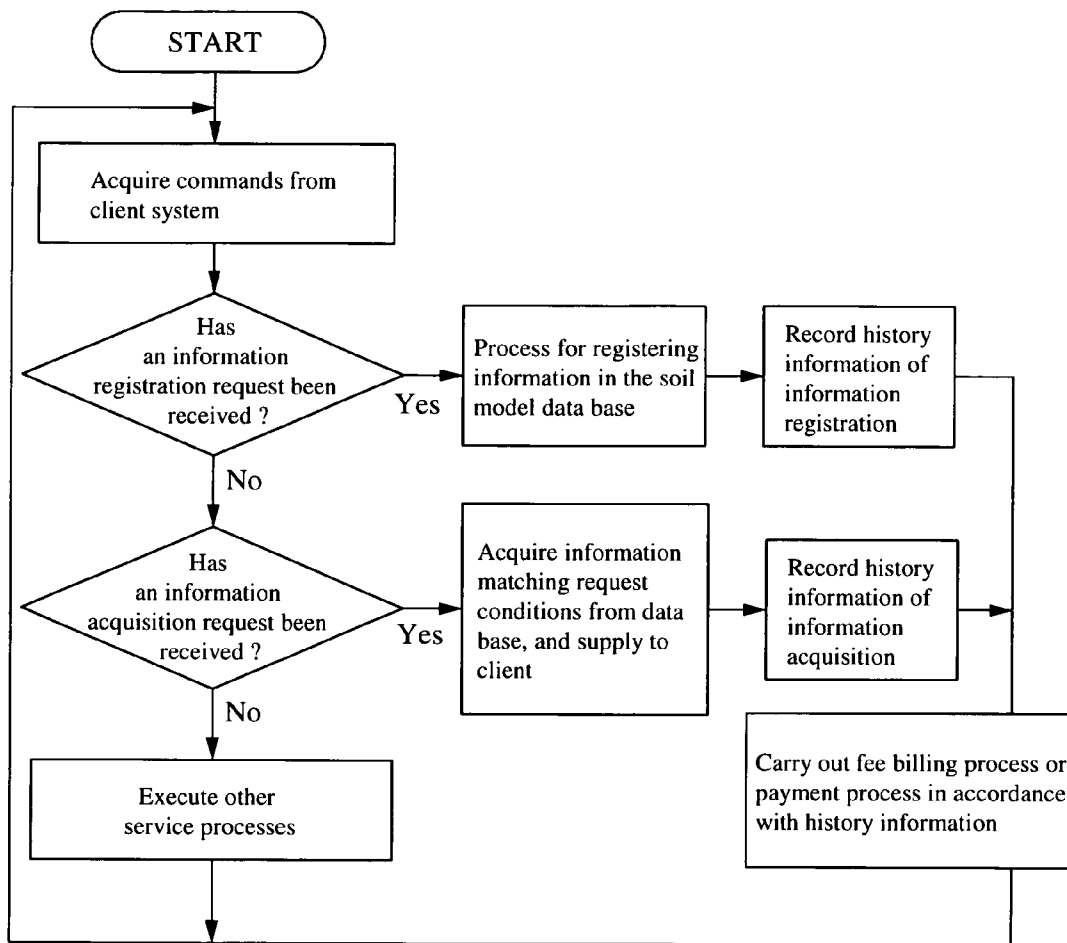 START
Acquire commands from
client system
Has
an information
registration request been
received ?
Yes
Process for registering
information in the soil
model data base
Record history
information of
information
registration
No
Has
an information
acquisition request been
received ?
Yes
Acquire information
matching request
conditions from data
base, and supply to
client
Record history
information of
information
acquisition
No
Execute other
service processes
Carry out fee billing process or
payment process in accordance
with history information